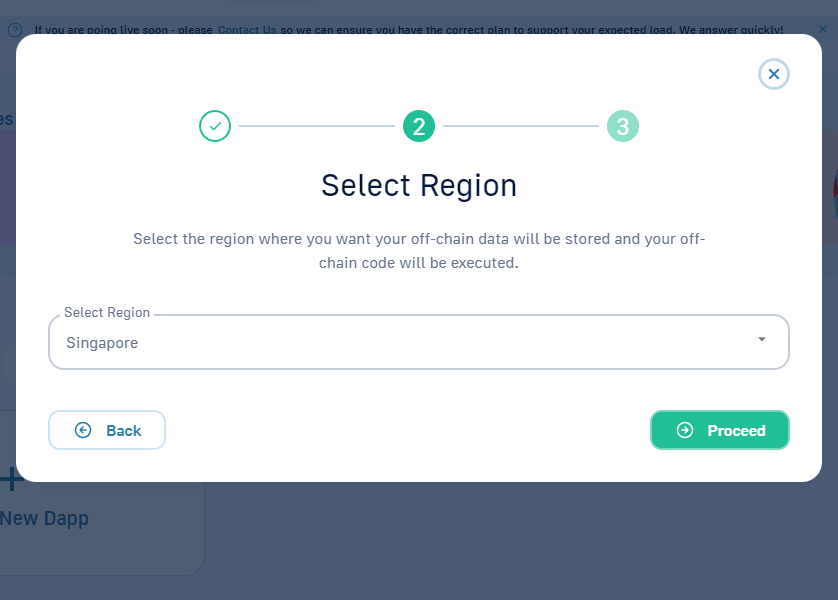 If you are going live soon - please Contact Us so we can ensure you have the correct plan to support your expected load. We answer quickly!
es
2
3
Select Region
Select the region where you want your off-chain data will be stored and your off-
chain code will be executed.
Select Region
Singapore
Back
Proceed
New Dapp